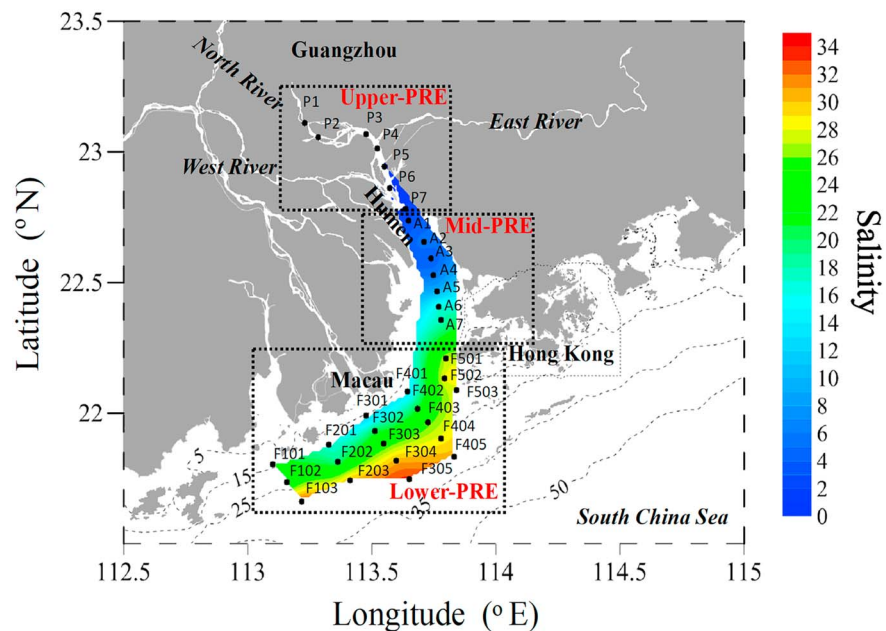 23.5
23
22.5
22
112.5
113
113.5
114
114.5
115
Latitude (°N)
Longitude (°E)
Guangzhou
North River
Upper-PRE
P1
P2
P3
P4
East River
West River
P5
P6
P7
Humen
Mid-PRE
A1
A2
A3
A4
A5
A6
A7
Hong Kong
F501
Macau
F401
F502
F402
F503
F301
F302
F403
F201
F303
F404
F101
F202
F304
F405
F102
F203
F305
F103
Lower-PRE
5
15
25
35
50
South China Sea
34
32
30
28
26
24
22
20
18
16
14
12
10
8
6
4
2
0
Salinity